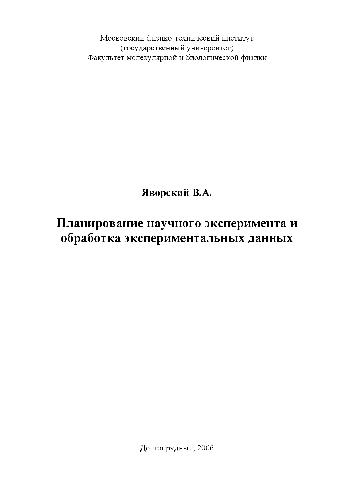 Московский физико-технический институт
(государственный университет)
Факультет молекулярной и биологической физики
Яворский В.А.
Планирование научного эксперимента и
обработка экспериментальных данных
Долгопрудный, 2006